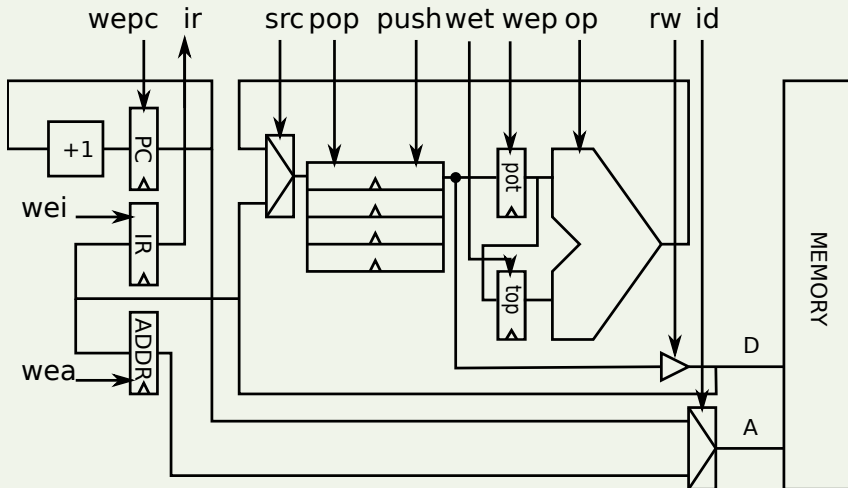 wepc ir src pop push wet wep op rw id
+1
PC
pot
wei
IR
MEMORY
top
ADDR
wea
D
A